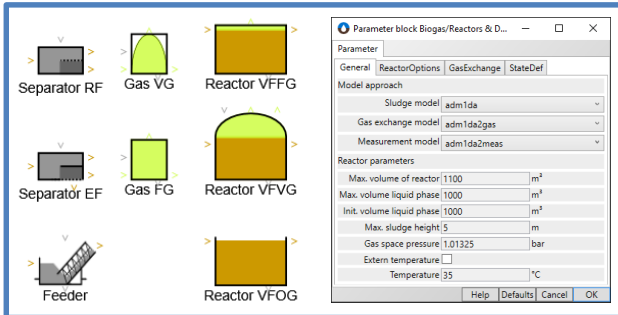 Separator RF
Gas VG
Reactor VFFG
Separator EF
Gas FG
Reactor VFVG
Feeder
Reactor VFOG
Parameter block Biogas/Reactors & D...
Parameter
General ReactorOptions GasExchange StateDef
Model approach
Sludge model adm1da
Gas exchange model adm1da2gas
Measurement model adm1da2meas
Reactor parameters
Max. volume of reactor 1100 m³
Max. volume liquid phase 1000 m³
Init. volume liquid phase 1000 m³
Max. sludge height 5 m
Gas space pressure 1.01325 bar
Extern temperature
Temperature 35 °C
Help Defaults Cancel OK